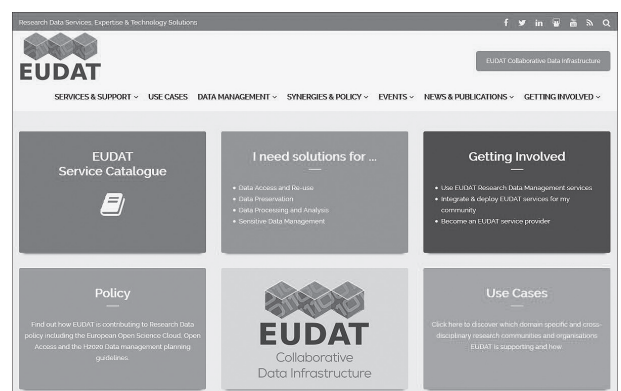 Research Data Services, Expertise & Technology Solutions
EUDAT
EUDAT Collaborative Data Infrastructure
SERVICES & SUPPORT USE CASES DATA MANAGEMENT SYNERGIES & POLICY EVENTS NEWS & PUBLICATIONS GETTING INVOLVED
EUDAT
Service Catalogue
I need solutions for ...
• Data Access and Re-use
• Data Preservation
• Data Processing and Analysis
• Sensitive Data Management
Getting Involved
• Use EUDAT Research Data Management services
• Integrate & deploy EUDAT services for my
community
• Become an EUDAT service provider
Policy
Find out how EUDAT is contributing to Research Data
policy including the European Open Science Cloud, Open
Access and the H2020 Data management planning
guidelines.
EUDAT
Collaborative
Data Infrastructure
Use Cases
Click here to discover which domain specific and cross-
disciplinary research communities and organisations
EUDAT is supporting and how.